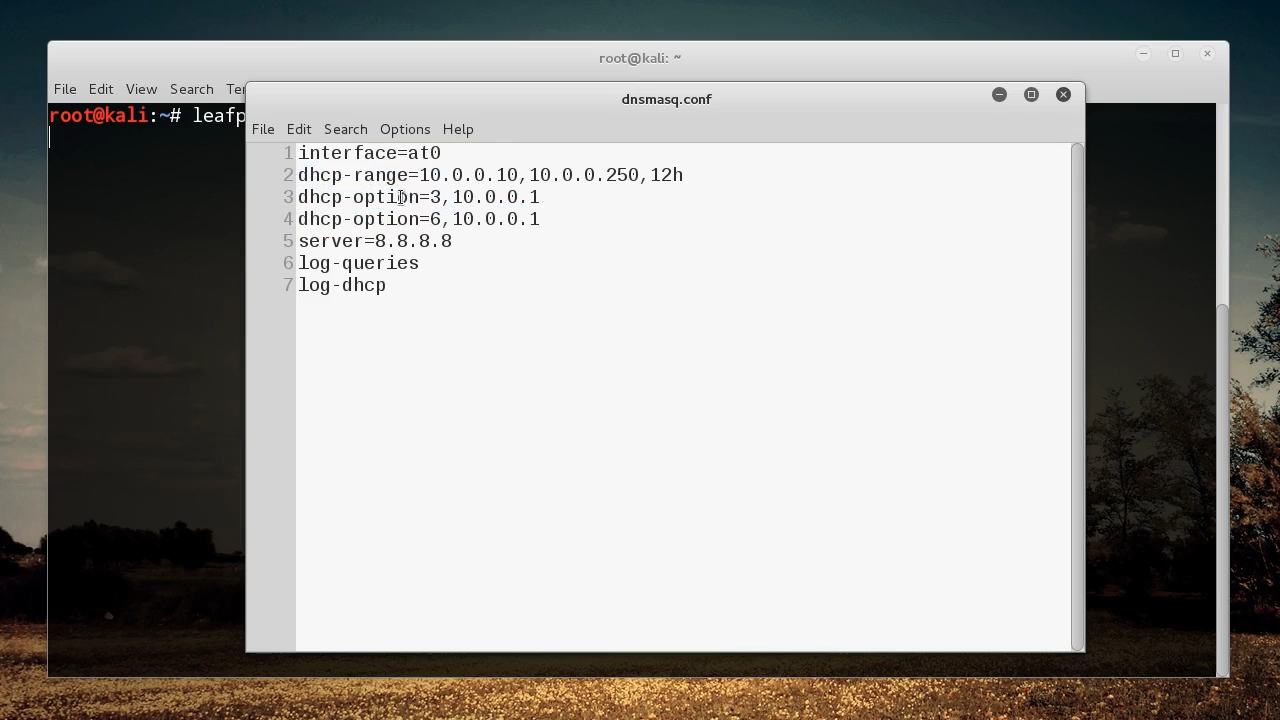 root@kali: ~
File Edit View Search
root@kali:~# leafp
dnsmasq.conf
File Edit Search Options Help
1 interface=at0
2 dhcp-range=10.0.0.10,10.0.0.250,12h
3 dhcp-option=3,10.0.0.1
4 dhcp-option=6,10.0.0.1
5 server=8.8.8.8
6 log-queries
7 log-dhcp